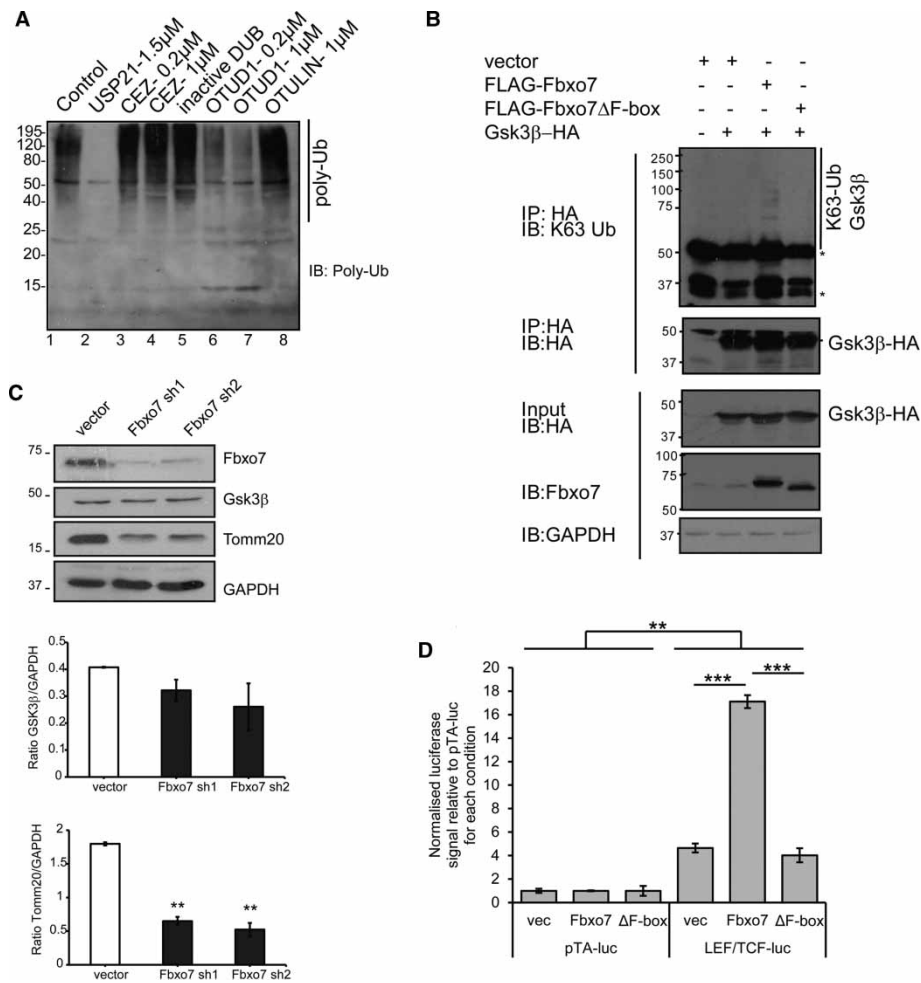 A
Control
USP21-1.5µM
CEZ- 0.2µM
CEZ- 1µM
inactive DUB
OTUD1- 0.2µM
OTUD1- 1µM
OTULIN- 1µM
195-
120-
80-
50-
40-
25-
20-
15-
poly-Ub
IB: Poly-Ub
1 2 3 4 5 6 7 8
B
vector + + - -
FLAG-Fbxo7 - - + -
FLAG-Fbxo7ΔF-box - - - +
Gsk3β–HA - + + +
IP: HA
IB: K63 Ub
250
150
100
75
50
37
*
*
K63-Ub
Gsk3β
IP:HA
IB:HA
50
37
Gsk3β-HA
Input
IB:HA
50
37
Gsk3β-HA
IB:Fbxo7
100
75
50
IB:GAPDH
37
C
vector
Fbxo7 sh1
Fbxo7 sh2
75
Fbxo7
50
Gsk3β
15
Tomm20
37
GAPDH
Ratio GSK3β/GAPDH
0.5
0.4
0.3
0.2
0.1
0
vector Fbxo7 sh1 Fbxo7 sh2
Ratio Tomm20/GAPDH
2
1.5
1
0.5
0
** **
vector Fbxo7 sh1 Fbxo7 sh2
D
**
*** ***
Normalised luciferase
signal relative to pTA-luc
for each condition
20
18
16
14
12
10
8
6
4
2
0
vec Fbxo7 ΔF-box vec Fbxo7 ΔF-box
pTA-luc LEF/TCF-luc